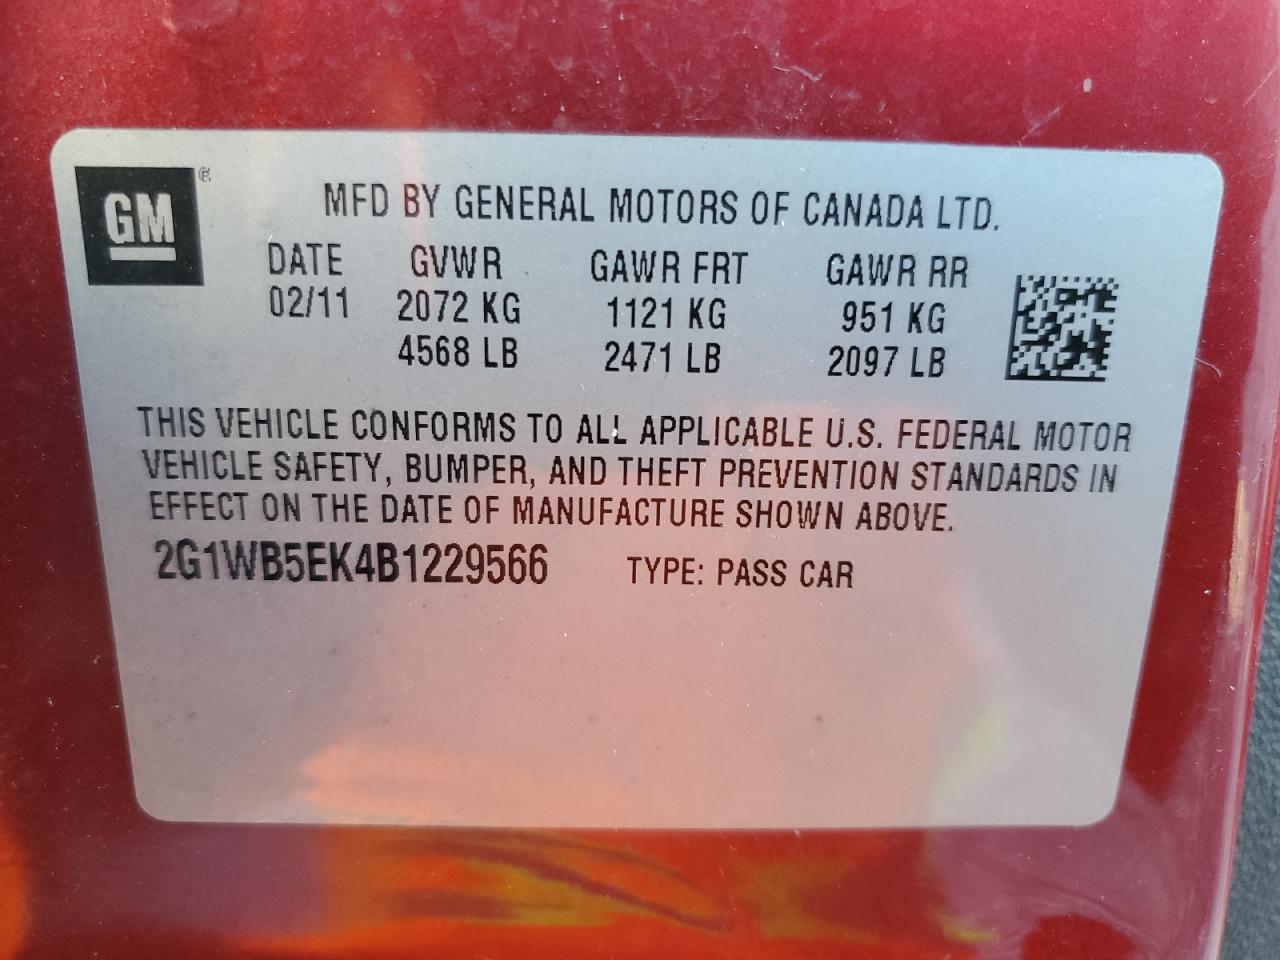 GM
MFD BY GENERAL MOTORS OF CANADA LTD.
DATE GVWR GAWR FRT GAWR RR
02/11 2072 KG 1121 KG 951 KG
4568 LB 2471 LB 2097 LB
THIS VEHICLE CONFORMS TO ALL APPLICABLE U.S. FEDERAL MOTOR
VEHICLE SAFETY, BUMPER, AND THEFT PREVENTION STANDARDS IN
EFFECT ON THE DATE OF MANUFACTURE SHOWN ABOVE.
2G1WB5EK4B1229566 TYPE: PASS CAR